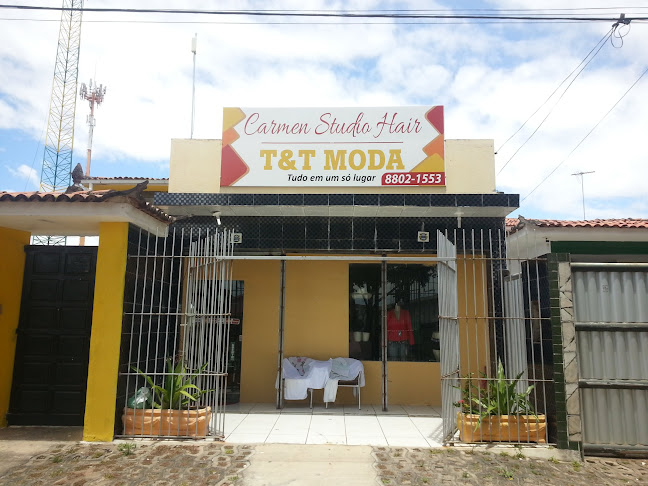 Carmen Studio Hair
T&T MODA
Tudo em um só lugar
8802-1553